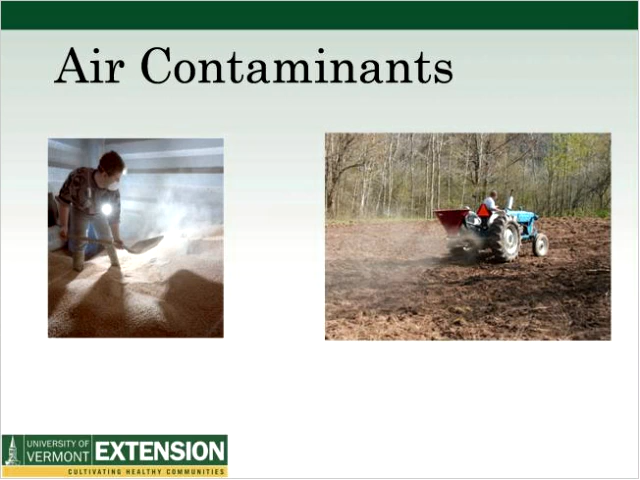 Air Contaminants
UNIVERSITY OF
VERMONT
EXTENSION
CULTIVATING HEALTHY COMMUNITIES